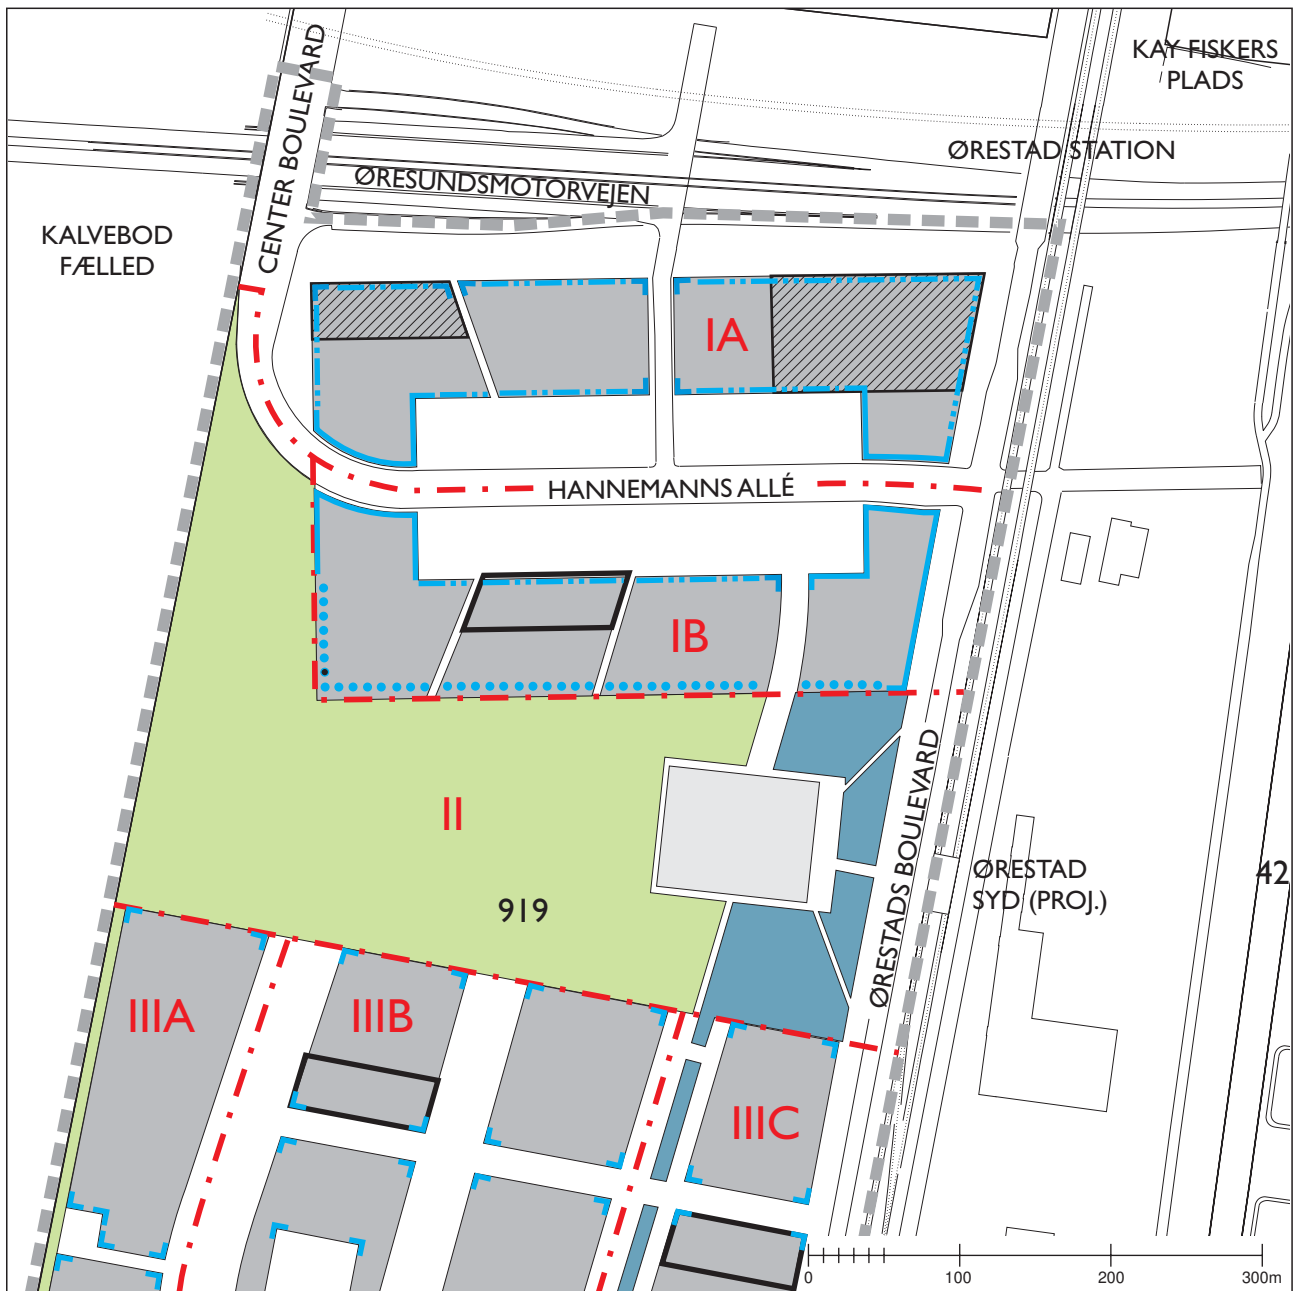 CENTER BOULEVARD
KAY FISKERS
PLADS
ØRESTAD STATION
ØRESUNDSMOTORVEJEN
KALVEBOD
FÆLLED
IA
HANNEMANNS ALLÉ
IB
II
ØRESTADS BOULEVARD
ØRESTAD
SYD (PROJ.)
42
919
IIIA
IIIB
IIIC
0
100
200
300m